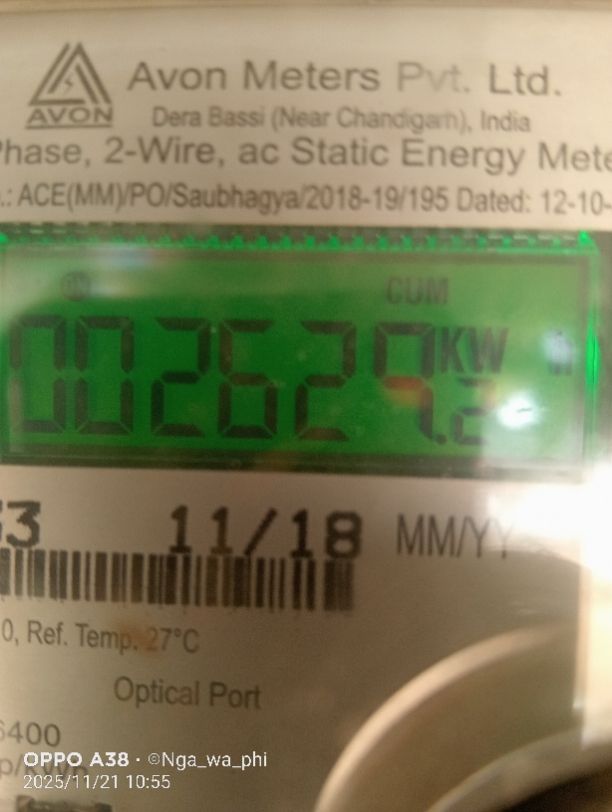 Avon Meters Pvt. Ltd.
AVON
Dera Bassi (Near Chandigarh), India
Phase, 2-Wire, ac Static Energy Mete
.: ACE(MM)/PO/Saubhagya/2018-19/195 Dated: 12-10-
CUM
002629.2 KW
11/18 MM/YY
0, Ref. Temp. 27°C
Optical Port
6400
OPPO A38 · ©Nga_wa_phi
2025/11/21 10:55